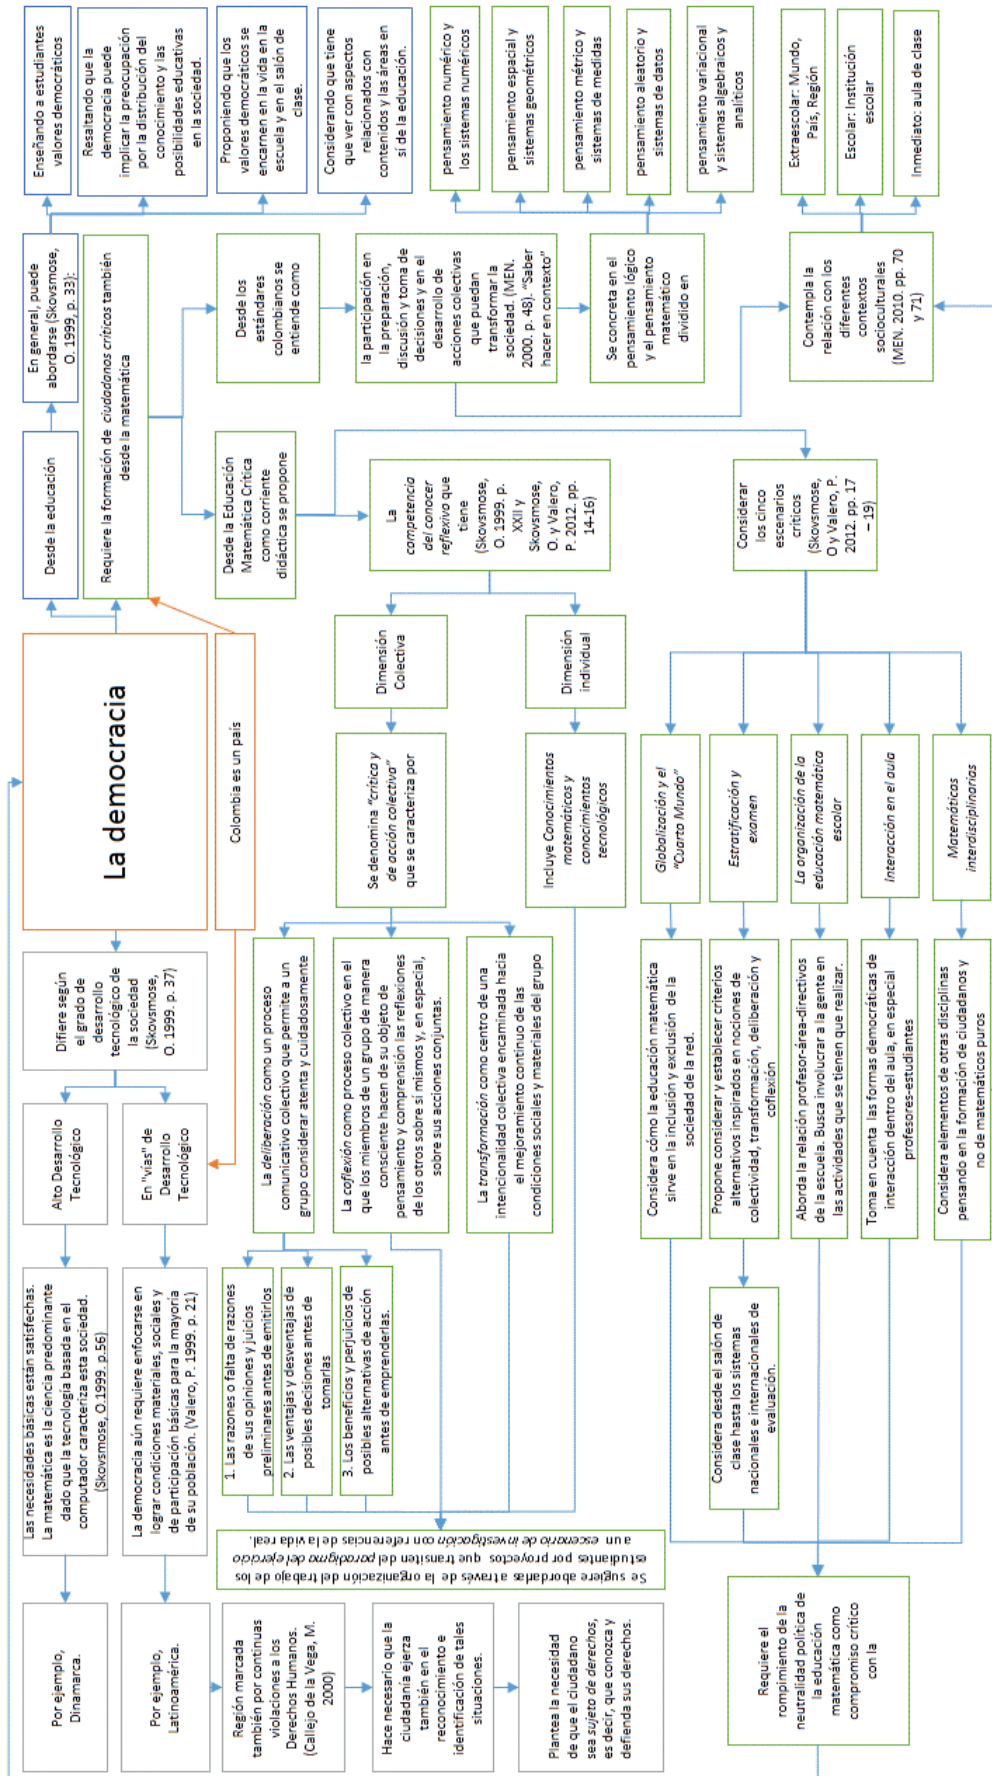 La democracia
Desde la educación
En general, puede
abordarse (Skovsmose,
O. 1999, p. 33):
Enseñando a estudiantes
valores democráticos
Resaltando que la
democracia puede
implicar la preocupación
por la distribución del
conocimiento y las
posibilidades educativas
en la sociedad.
Proponiendo que los
valores democráticos se
encarnen en la vida en la
escuela y en el salón de
clase.
Considerando que tiene
que ver con aspectos
relacionados con
contenidos y las áreas en
sí de la educación.
Requiere la formación de ciudadanos críticos también
desde la matemática
Desde los
estándares
colombianos se
entiende como
la participación en
la preparación,
discusión y toma de
decisiones y en el
desarrollo de
acciones colectivas
que puedan
transformar la
sociedad. (MEN.
2000. p. 48). "Saber
hacer en contexto"
Se concreta en el
pensamiento lógico
y el pensamiento
matemático
dividido en
pensamiento numérico y
los sistemas numéricos
pensamiento espacial y
sistemas geométricos
pensamiento métrico y
sistemas de medidas
pensamiento aleatorio y
sistemas de datos
pensamiento variacional
y sistemas algebraicos y
analíticos
Contempla la
relación con los
diferentes
contextos
socioculturales
(MEN. 2010. pp. 70
y 71)
Extraescolar: Mundo,
País, Región
Escolar: Institución
escolar
Inmediato: aula de clase
Desde la Educación
Matemática Crítica
como corriente
didáctica se propone
La
competencia
del conocer
reflexivo que
tiene
(Skovsmose,
O. 1999. p.
XXII y
Skovsmose,
O. y Valero,
P. 2012. pp.
14-16)
Considerar
los cinco
escenarios
críticos
(Skovsmose,
O y Valero, P.
2012. pp. 17
– 19)
Dimensión
Colectiva
Dimensión
individual
Se denomina "crítica y
de acción colectiva"
que se caracteriza por
Incluye Conocimientos
matemáticos y
conocimientos
tecnológicos
Globalización y el
"Cuarto Mundo"
Estratificación y
examen
La organización de la
educación matemática
escolar
Interacción en el aula
Matemáticas
interdisciplinarias
Colombia es un país
Difiere según
el grado de
desarrollo
tecnológico de
la sociedad
(Skovsmose,
O. 1999. p. 37)
Alto Desarrollo
Tecnológico
En "vías" de
Desarrollo
Tecnológico
La deliberación como un proceso
comunicativo colectivo que permite a un
grupo considerar atenta y cuidadosamente
La coflexión como proceso colectivo en el
que los miembros de un grupo de manera
consciente hacen de su objeto de
pensamiento y comprensión las reflexiones
de los otros sobre sí mismos y, en especial,
sobre sus acciones conjuntas.
La transformación como centro de una
intencionalidad colectiva encaminada hacia
el mejoramiento continuo de las
condiciones sociales y materiales del grupo
Considera cómo la educación matemática
sirve en la inclusión y exclusión de la
sociedad de la red.
Propone considerar y establecer criterios
alternativos inspirados en nociones de
colectividad, transformación, deliberación y
coflexión
Aborda la relación profesor-área-directivos
de la escuela. Busca involucrar a la gente en
las actividades que se tienen que realizar.
Toma en cuenta las formas democráticas de
interacción dentro del aula, en especial
profesores-estudiantes
Considera elementos de otras disciplinas
pensando en la formación de ciudadanos y
no de matemáticos puros
Las necesidades básicas están satisfechas.
La matemática es la ciencia predominante
dado que la tecnología basada en el
computador caracteriza esta sociedad.
(Skovsmose, O.1999. p.56)
La democracia aún requiere enfocarse en
lograr condiciones materiales, sociales y
de participación básicas para la mayoría
de su población. (Valero, P. 1999. p. 21)
1. Las razones o falta de razones
de sus opiniones y juicios
preliminares antes de emitirlos
2. Las ventajas y desventajas de
posibles decisiones antes de
tomarlas
3. Los beneficios y perjuicios de
posibles alternativas de acción
antes de emprenderlas.
Considera desde el salón de
clase hasta los sistemas
nacionales e internacionales de
evaluación.
Se sugiere abordarlas a través de la organización del trabajo de los
estudiantes por proyectos que transiten del paradigma del ejercicio
a un escenario de investigación con referencias de la vida real.
Por ejemplo,
Dinamarca.
Por ejemplo,
Latinoamérica.
Región marcada
también por continuas
violaciones a los
Derechos Humanos.
(Callejo de la Vega, M.
2000)
Hace necesario que la
ciudadanía ejerza
también en el
reconocimiento e
identificación de tales
situaciones.
Plantea la necesidad
de que el ciudadano
sea sujeto de derechos,
es decir, que conozca y
defienda sus derechos.
Requiere el
rompimiento de la
neutralidad política de
la educación
matemática como
compromiso crítico
con la